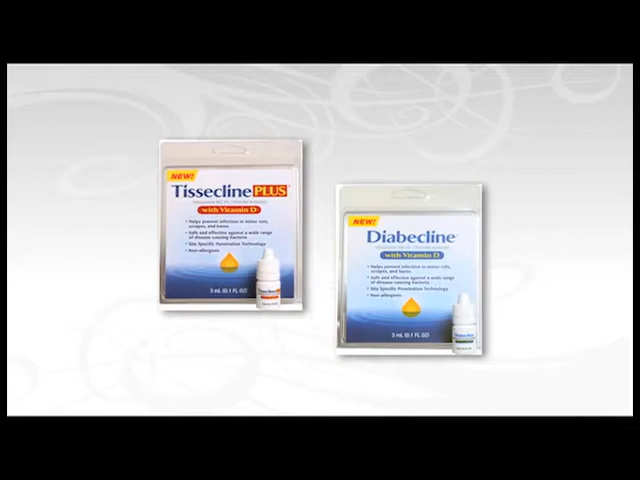 NEW!
Tissecline PLUS
with Vitamin D
• Helps prevent infection in minor cuts,
scrapes, and burns
• Safe and effective against a wide range
of disease-causing bacteria
• Site Specific Penetration Technology
• Non-allergenic
3 mL (0.1 FL OZ)
NEW!
Diabecline™
with Vitamin D
• Helps prevent infection in minor cuts,
scrapes, and burns
• Safe and effective against a wide range
of disease-causing bacteria
• Site Specific Penetration Technology
• Non-allergenic
3 mL (0.1 FL OZ)